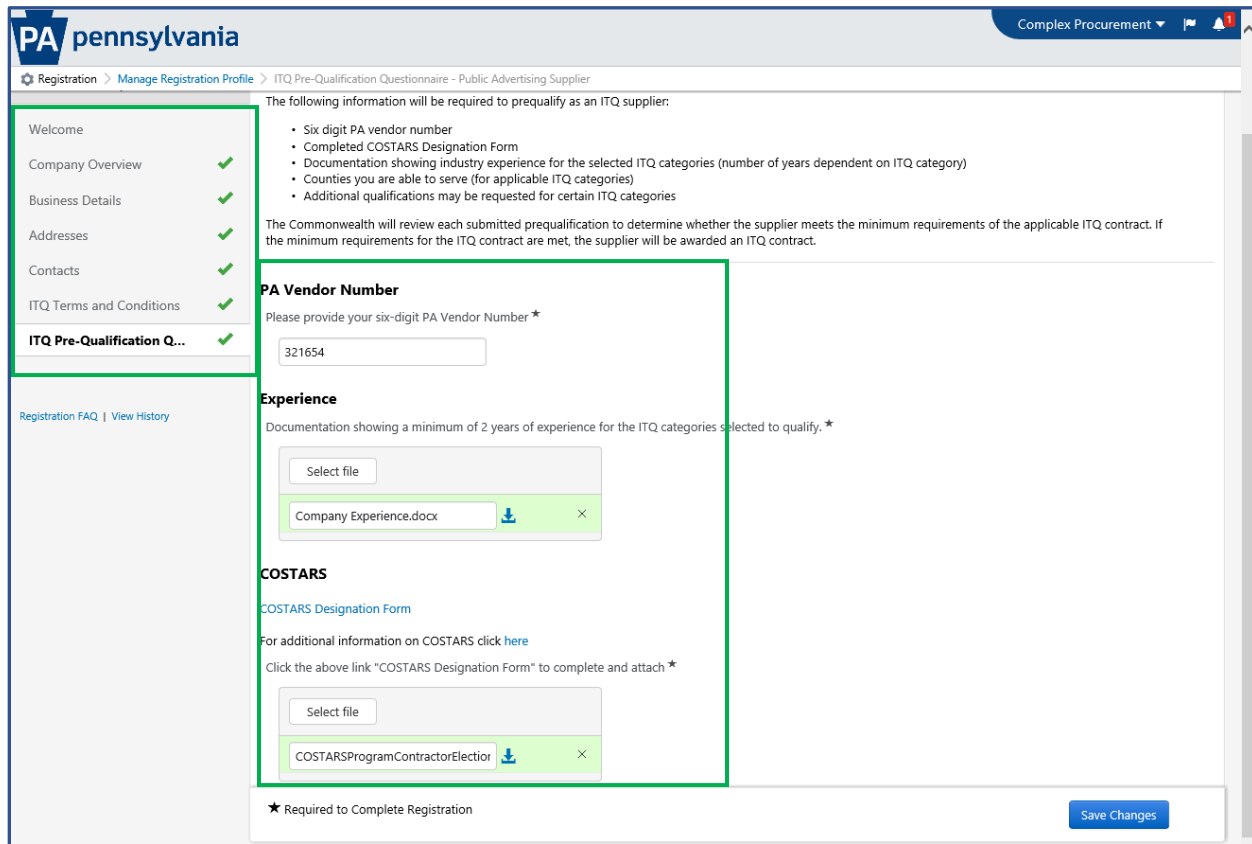 Complex Procurement
1
PA pennsylvania
Registration > Manage Registration Profile > ITQ Pre-Qualification Questionnaire - Public Advertising Supplier
Welcome
Company Overview
Business Details
Addresses
Contacts
ITQ Terms and Conditions
ITQ Pre-Qualification Q...
Registration FAQ | View History
The following information will be required to prequalify as an ITQ supplier:
• Six digit PA vendor number
• Completed COSTARS Designation Form
• Documentation showing industry experience for the selected ITQ categories (number of years dependent on ITQ category)
• Counties you are able to serve (for applicable ITQ categories)
• Additional qualifications may be requested for certain ITQ categories
The Commonwealth will review each submitted prequalification to determine whether the supplier meets the minimum requirements of the applicable ITQ contract. If
the minimum requirements for the ITQ contract are met, the supplier will be awarded an ITQ contract.
PA Vendor Number
Please provide your six-digit PA Vendor Number ★
321654
Experience
Documentation showing a minimum of 2 years of experience for the ITQ categories selected to qualify. ★
Select file
Company Experience.docx
COSTARS
COSTARS Designation Form
For additional information on COSTARS click here
Click the above link "COSTARS Designation Form" to complete and attach ★
Select file
COSTARSProgramContractorElection
★ Required to Complete Registration
Save Changes